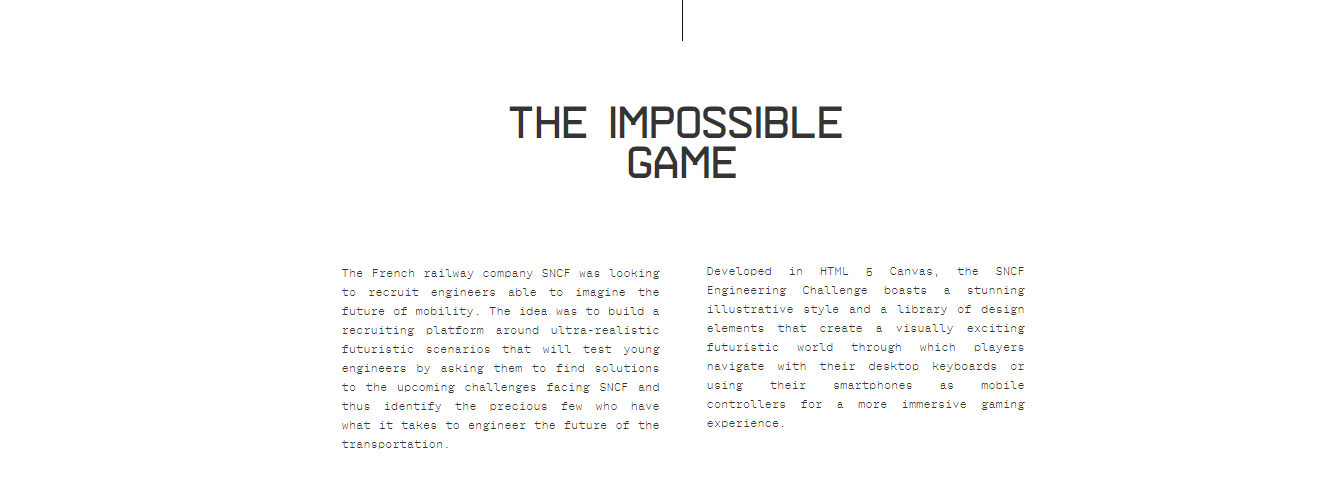 THE IMPOSSIBLE
GAME
The French railway company SNCF was looking
to recruit engineers able to imagine the
future of mobility. The idea was to build a
recruiting platform around ultra-realistic
futuristic scenarios that will test young
engineers by asking them to find solutions
to the upcoming challenges facing SNCF and
thus identify the precious few who have
what it takes to engineer the future of the
transportation.
Developed in HTML 5 Canvas, the SNCF
Engineering Challenge boasts a stunning
illustrative style and a library of design
elements that create a visually exciting
futuristic world through which players
navigate with their desktop keyboards or
using their smartphones as mobile
controllers for a more immersive gaming
experience.